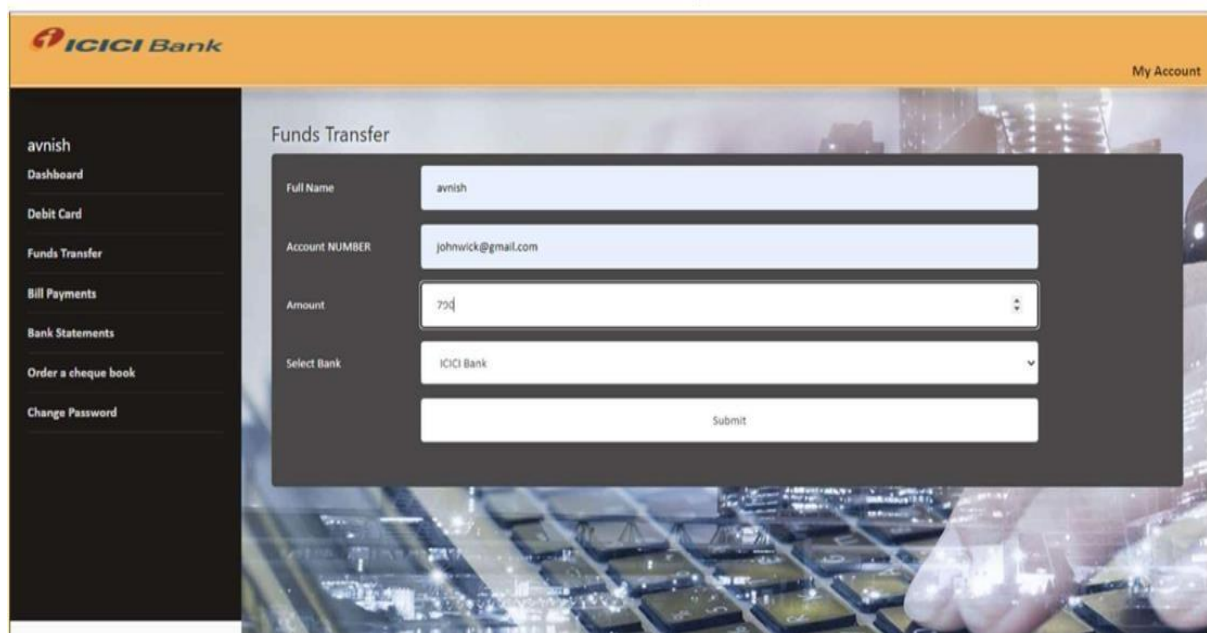 ICICI Bank
My Account
avnish
Dashboard
Debit Card
Funds Transfer
Bill Payments
Bank Statements
Order a cheque book
Change Password
Funds Transfer
Full Name avnish
Account NUMBER johnwick@gmail.com
Amount
Select Bank ICICI Bank
Submit